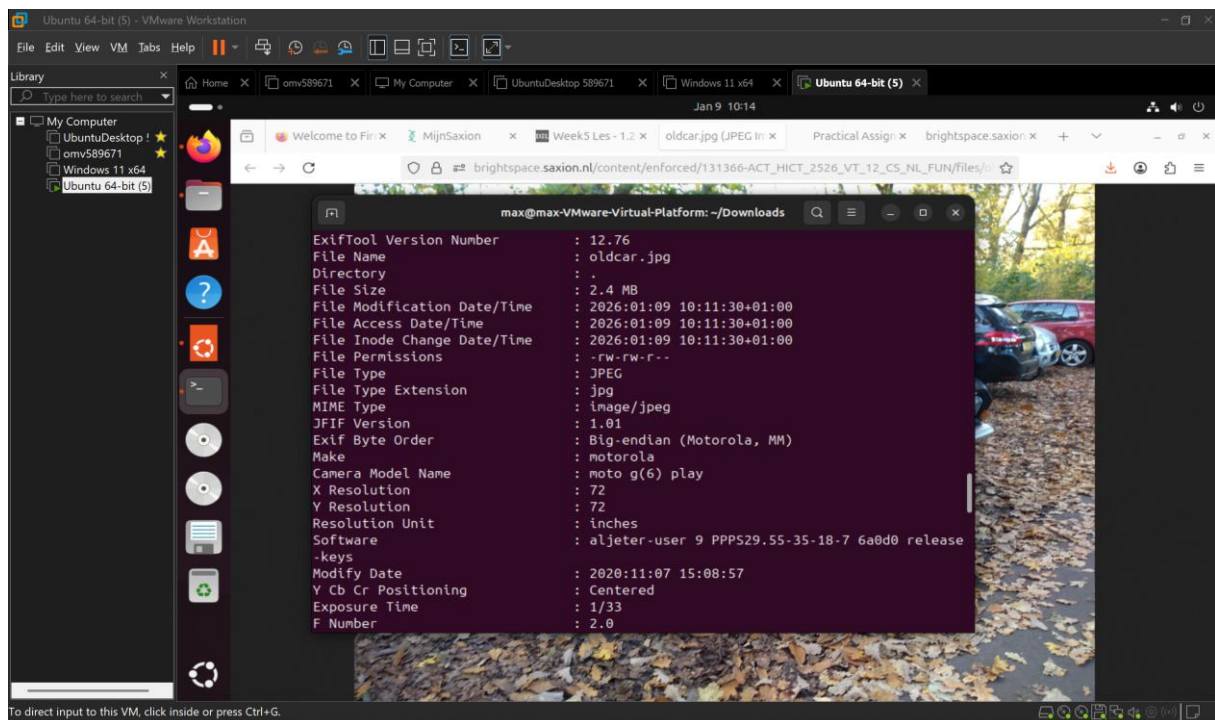 Ubuntu 64-bit (5) - VMware Workstation
File Edit View VM Tabs Help
Library
Type here to search
My Computer
UbuntuDesktop !
omv589671
Windows 11 x64
Ubuntu 64-bit (5)
Home omv589671 My Computer UbuntuDesktop 589671 Windows 11 x64 Ubuntu 64-bit (5)
Jan 9 10:14
Welcome to Fir MijnSaxion Week5 Les - 1.2 oldcar.jpg (JPEG Im Practical Assign brightspace.saxion
brightspace.saxion.nl/content/enforced/131366-ACT_HICT_2526_VT_12_CS_NL_FUN/files/o
max@max-VMware-Virtual-Platform: ~/Downloads
ExifTool Version Number : 12.76
File Name : oldcar.jpg
Directory : .
File Size : 2.4 MB
File Modification Date/Time : 2026:01:09 10:11:30+01:00
File Access Date/Time : 2026:01:09 10:11:30+01:00
File Inode Change Date/Time : 2026:01:09 10:11:30+01:00
File Permissions : -rw-rw-r--
File Type : JPEG
File Type Extension : jpg
MIME Type : image/jpeg
JFIF Version : 1.01
Exif Byte Order : Big-endian (Motorola, MM)
Make : motorola
Camera Model Name : moto g(6) play
X Resolution : 72
Y Resolution : 72
Resolution Unit : inches
Software : aljeter-user 9 PPPS29.55-35-18-7 6a0d0 release
-keys
Modify Date : 2020:11:07 15:08:57
Y Cb Cr Positioning : Centered
Exposure Time : 1/33
F Number : 2.0
To direct input to this VM, click inside or press Ctrl+G.